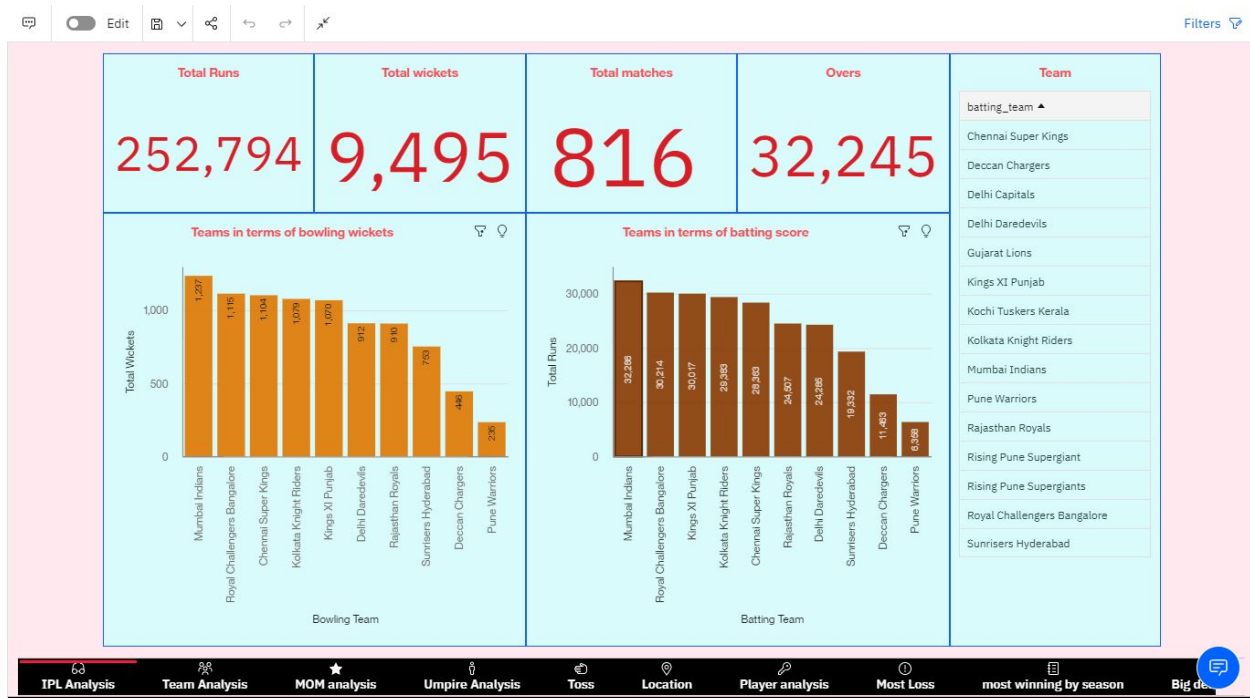 Edit
Filters
Total Runs
252,794
Total wickets
9,495
Total matches
816
Overs
32,245
Team
batting_team
Chennai Super Kings
Deccan Chargers
Delhi Capitals
Delhi Daredevils
Gujarat Lions
Kings XI Punjab
Kochi Tuskers Kerala
Kolkata Knight Riders
Mumbai Indians
Pune Warriors
Rajasthan Royals
Rising Pune Supergiant
Rising Pune Supergiants
Royal Challengers Bangalore
Sunrisers Hyderabad
Teams in terms of bowling wickets
Total Wickets
1,000
500
0
1,237
1,115
1,104
1,079
1,070
912
910
753
446
235
Mumbai Indians
Royal Challengers Bangalore
Chennai Super Kings
Kolkata Knight Riders
Kings XI Punjab
Delhi Daredevils
Rajasthan Royals
Sunrisers Hyderabad
Deccan Chargers
Pune Warriors
Bowling Team
Teams in terms of batting score
Total Runs
30,000
20,000
10,000
0
32,286
30,214
30,017
29,383
28,363
24,507
24,285
19,332
11,483
6,358
Mumbai Indians
Royal Challengers Bangalore
Kings XI Punjab
Kolkata Knight Riders
Chennai Super Kings
Rajasthan Royals
Delhi Daredevils
Sunrisers Hyderabad
Deccan Chargers
Pune Warriors
Batting Team
IPL Analysis
Team Analysis
MOM analysis
Umpire Analysis
Toss
Location
Player analysis
Most Loss
most winning by season
Big